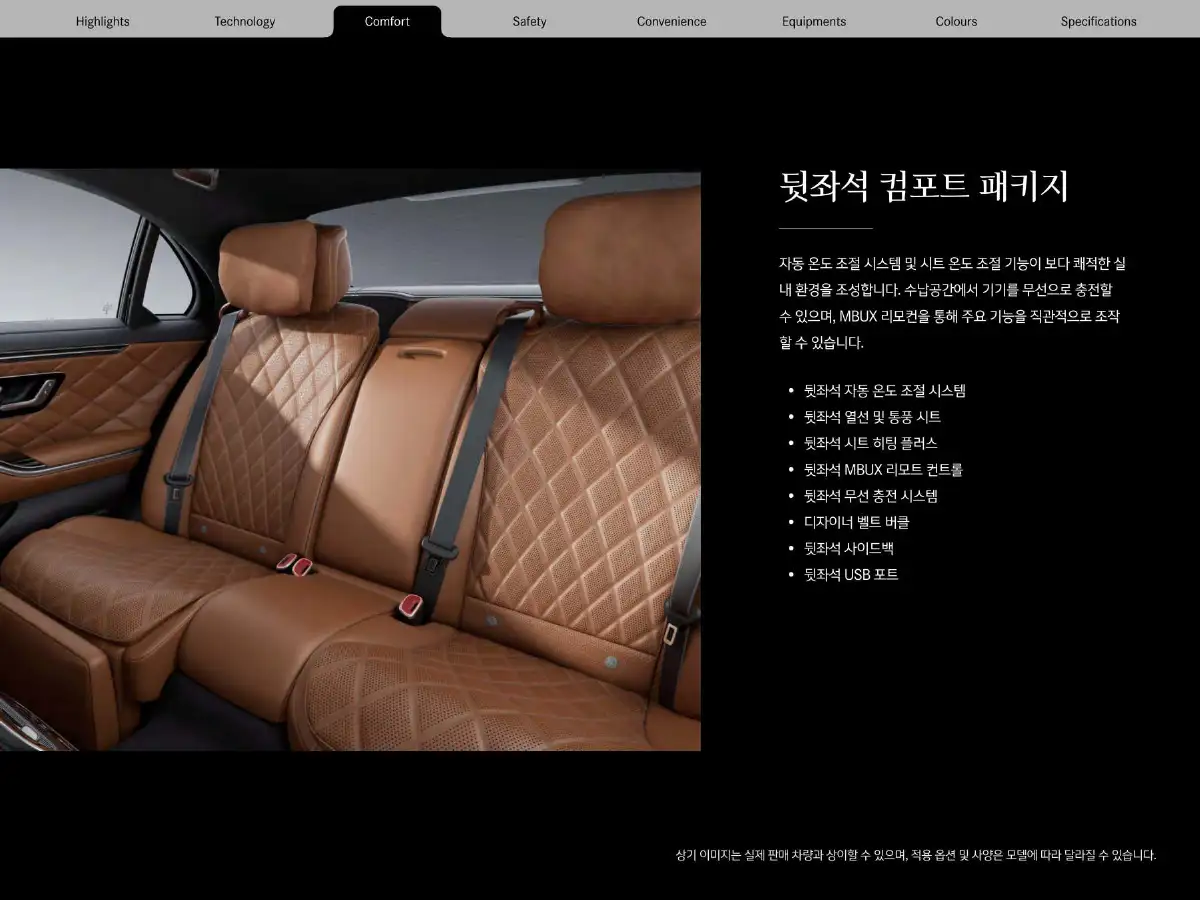 Highlights
Technology
Comfort
Safety
Convenience
Equipments
Colours
Specifications
뒷좌석 컴포트 패키지
자동 온도 조절 시스템 및 시트 온도 조절 기능이 보다 쾌적한 실
내 환경을 조성합니다. 수납공간에서 기기를 무선으로 충전할
수 있으며, MBUX 리모컨을 통해 주요 기능을 직관적으로 조작
할 수 있습니다.
• 뒷좌석 자동 온도 조절 시스템
• 뒷좌석 열선 및 통풍 시트
• 뒷좌석 시트 히팅 플러스
• 뒷좌석 MBUX 리모트 컨트롤
• 뒷좌석 무선 충전 시스템
• 디자이너 벨트 버클
• 뒷좌석 사이드백
• 뒷좌석 USB 포트
상기 이미지는 실제 판매 차량과 상이할 수 있으며, 적용 옵션 및 사양은 모델에 따라 달라질 수 있습니다.